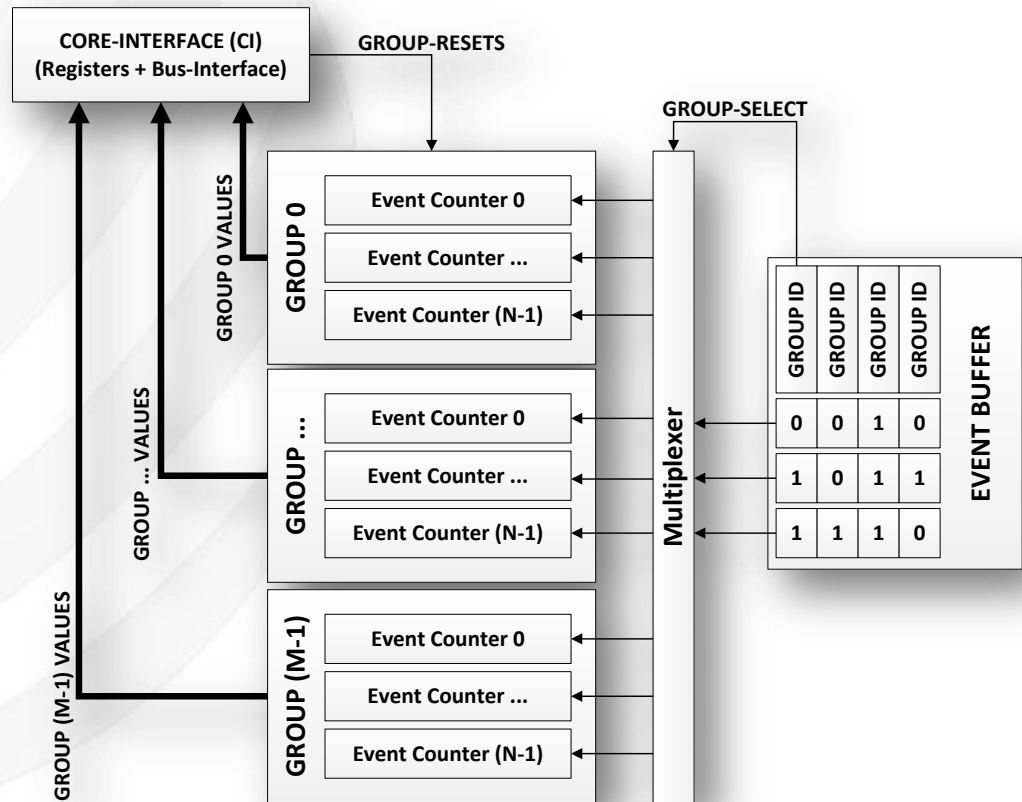 CORE-INTERFACE (CI)
(Registers + Bus-Interface)
GROUP-RESETS
GROUP-SELECT
GROUP 0 VALUES
GROUP 0
Event Counter 0
Event Counter ...
Event Counter (N-1)
GROUP ... VALUES
GROUP ...
Event Counter 0
Event Counter ...
Event Counter (N-1)
GROUP (M-1) VALUES
GROUP (M-1)
Event Counter 0
Event Counter ...
Event Counter (N-1)
Multiplexer
GROUP ID GROUP ID GROUP ID GROUP ID
0 0 1 0
1 0 1 1
1 1 1 0
EVENT BUFFER